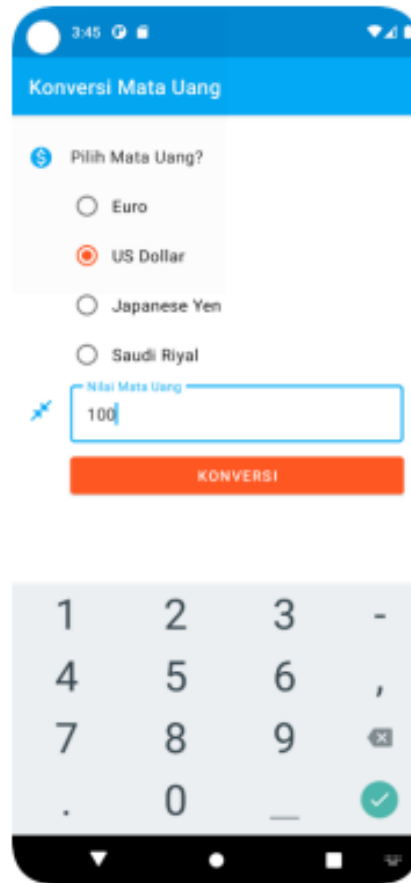 3:45
Konversi Mata Uang
Pilih Mata Uang?
Euro
US Dollar
Japanese Yen
Saudi Riyal
Nilai Mata Uang
100
KONVERSI
1 2 3 -
4 5 6 ,
7 8 9
. 0 _